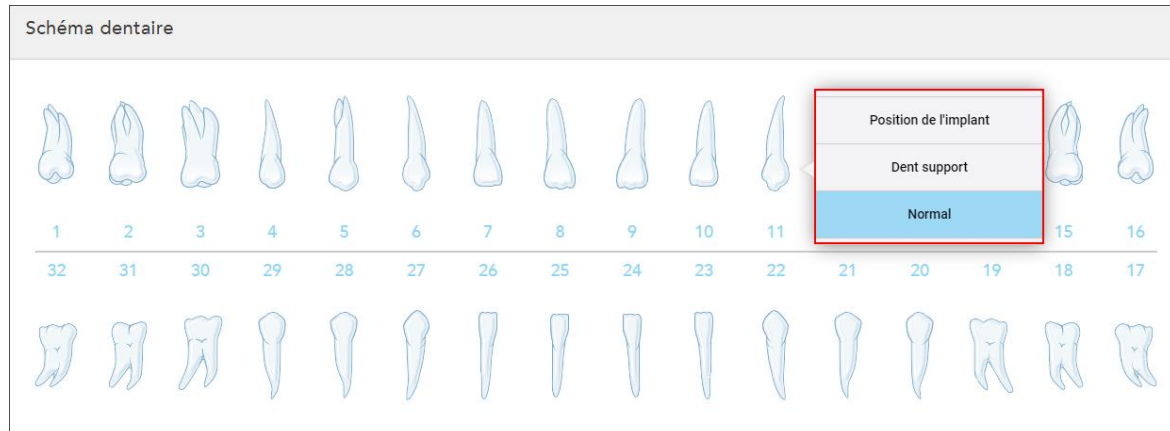 Schéma dentaire
Position de l'implant
Dent support
Normal
1 2 3 4 5 6 7 8 9 10 11 15 16
32 31 30 29 28 27 26 25 24 23 22 21 20 19 18 17